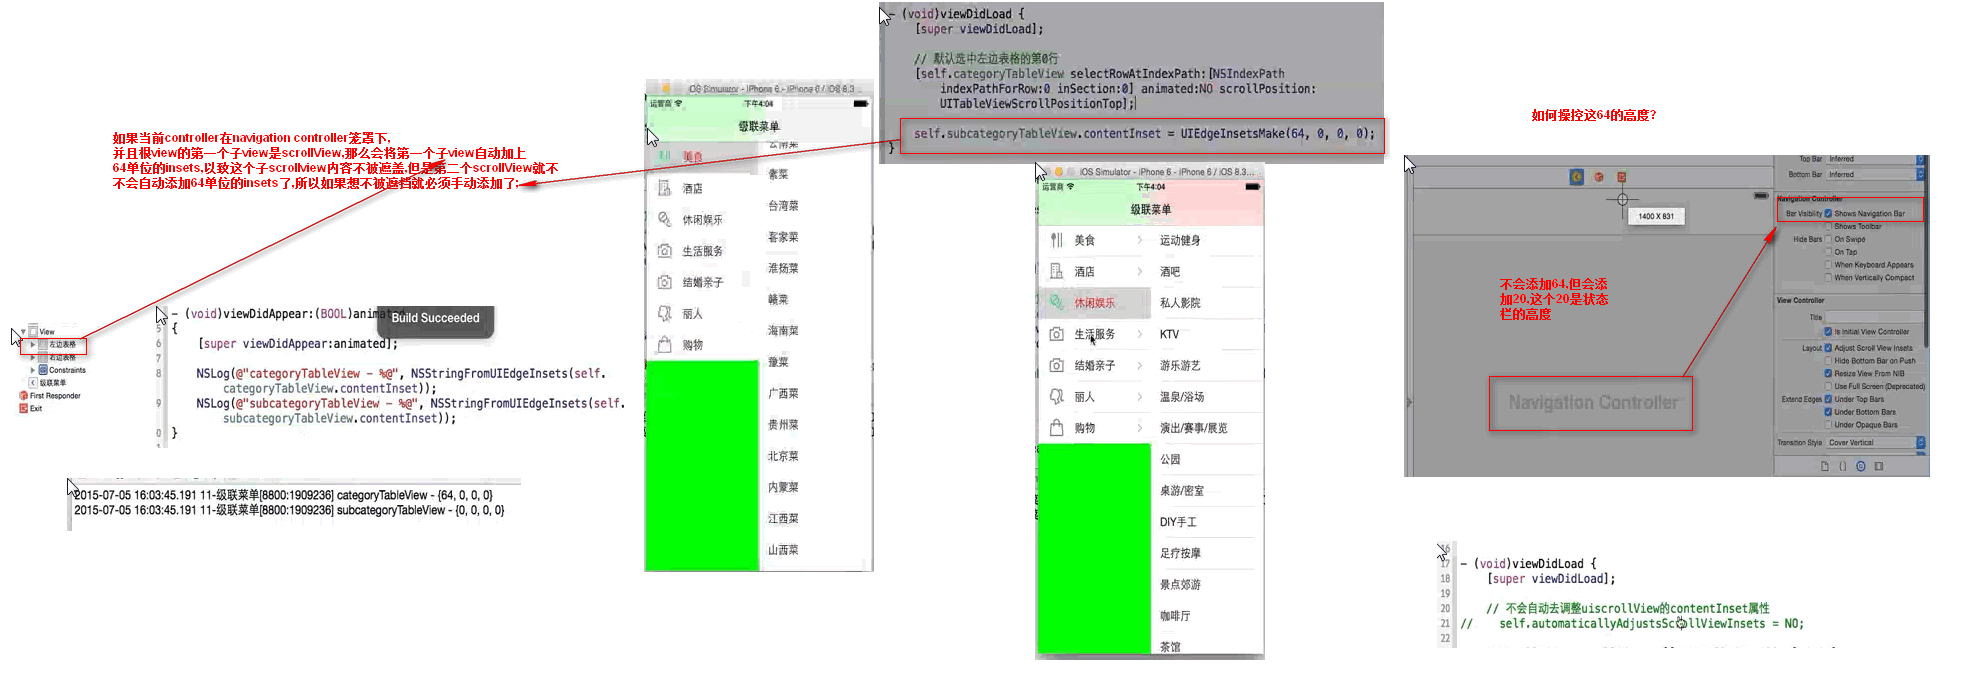 如果当前controller在navigation controller笼罩下,
并且根view的第一个子view是scrollView,那么会将第一个子view自动加上
64单位的insets,以致这个子scrollview内容不被遮盖,但是第二个scrollView就不
不会自动添加64单位的insets了,所以如果想不被遮挡就必须手动添加了;
View
左边表格
右边表格
Constraints
级联菜单
First Responder
Exit
- (void)viewDidAppear:(BOOL)animated
{
[super viewDidAppear:animated];
NSLog(@"categoryTableView - %@", NSStringFromUIEdgeInsets(self.
categoryTableView.contentInset));
NSLog(@"subcategoryTableView - %@", NSStringFromUIEdgeInsets(self.
subcategoryTableView.contentInset));
}
Build Succeeded
2015-07-05 16:03:45.191 11-级联菜单[8800:1909236] categoryTableView - {64, 0, 0, 0}
2015-07-05 16:03:45.191 11-级联菜单[8800:1909236] subcategoryTableView - {0, 0, 0, 0}
iOS Simulator - iPhone 6 - iPhone 6 / iOS 8.3...
运营商 下午4:04
级联菜单
美食
酒店
休闲娱乐
生活服务
结婚亲子
丽人
购物
云南菜
素菜
台湾菜
客家菜
淮扬菜
赣菜
海南菜
豫菜
广西菜
贵州菜
北京菜
内蒙菜
江西菜
山西菜
- (void)viewDidLoad {
[super viewDidLoad];
// 默认选中左边表格的第0行
[self.categoryTableView selectRowAtIndexPath:[NSIndexPath
indexPathForRow:0 inSection:0] animated:NO scrollPosition:
UITableViewScrollPositionTop];
self.subcategoryTableView.contentInset = UIEdgeInsetsMake(64, 0, 0, 0);
}
iOS Simulator - iPhone 6 - iPhone 6 / iOS 8.3...
运营商 下午4:04
级联菜单
美食
酒店
休闲娱乐
生活服务
结婚亲子
丽人
购物
运动健身
酒吧
私人影院
KTV
游乐游艺
温泉/浴场
演出/赛事/展览
公园
桌游/密室
DIY手工
足疗按摩
景点郊游
咖啡厅
茶馆
如何操控这64的高度?
1400 X 831
不会添加64,但会添
加20,这个20是状态
栏的高度
Navigation Controller
Top Bar Inferred
Bottom Bar Inferred
Navigation Controller
Bar Visibility Shows Navigation Bar
Shows Toolbar
Hide Bars On Swipe
On Tap
When Keyboard Appears
When Vertically Compact
View Controller
Title
Is Initial View Controller
Layout Adjust Scroll View Insets
Hide Bottom Bar on Push
Resize View From NIB
Use Full Screen (Deprecated)
Extend Edges Under Top Bars
Under Bottom Bars
Under Opaque Bars
Transition Style Cover Vertical
16
17 - (void)viewDidLoad {
18 [super viewDidLoad];
19
20 // 不会自动去调整uiscrollView的contentInset属性
21 // self.automaticallyAdjustsScrollViewInsets = NO;
22